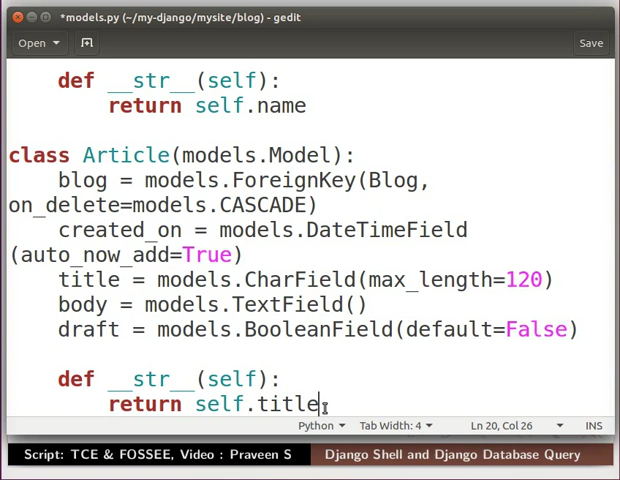 *models.py (~/my-django/mysite/blog) - gedit
Open Save
def __str__(self):
return self.name
class Article(models.Model):
blog = models.ForeignKey(Blog,
on_delete=models.CASCADE)
created_on = models.DateTimeField
(auto_now_add=True)
title = models.CharField(max_length=120)
body = models.TextField()
draft = models.BooleanField(default=False)
def __str__(self):
return self.title
Python Tab Width: 4 Ln 20, Col 26 INS
Script: TCE & FOSSEE, Video : Praveen S Django Shell and Django Database Query